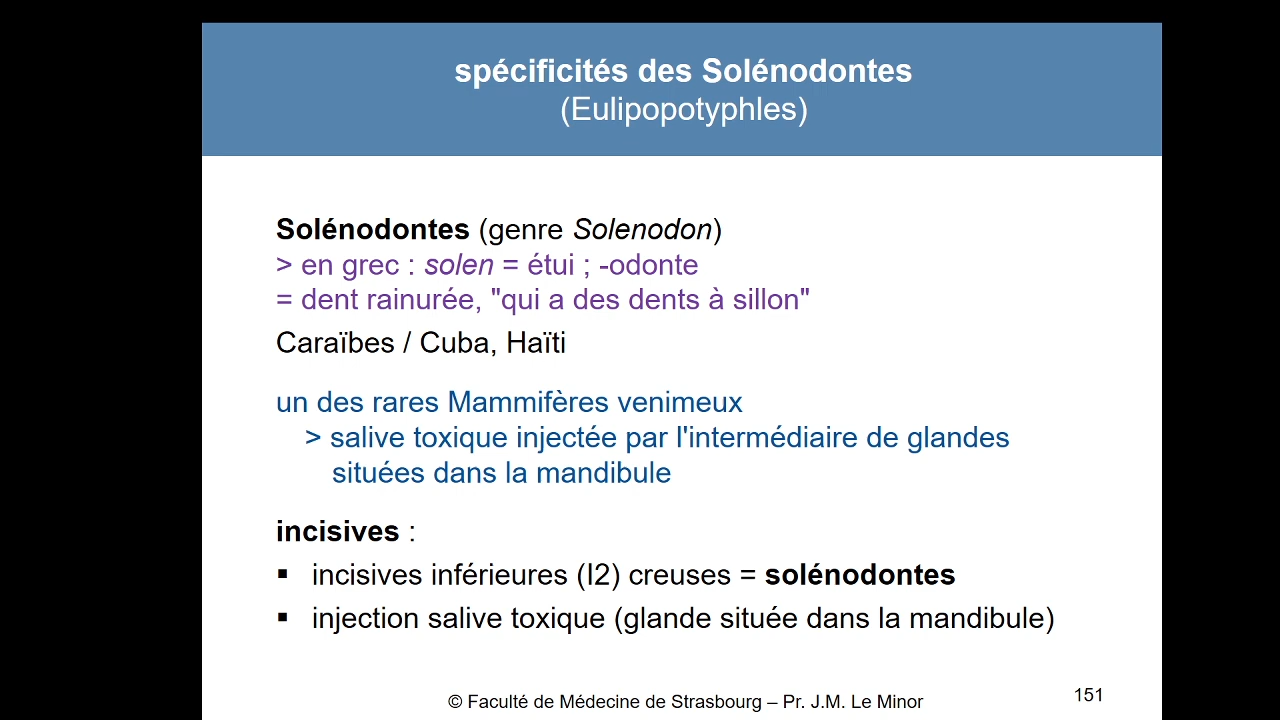 spécificités des Solénodontes
(Eulipopotyphles)
Solénodontes (genre Solenodon)
> en grec : solen = étui ; -odonte
= dent rainurée, "qui a des dents à sillon"
Caraïbes / Cuba, Haïti
un des rares Mammifères venimeux
> salive toxique injectée par l'intermédiaire de glandes
situées dans la mandibule
incisives :
▪ incisives inférieures (I2) creuses = solénodontes
▪ injection salive toxique (glande située dans la mandibule)
© Faculté de Médecine de Strasbourg – Pr. J.M. Le Minor
151